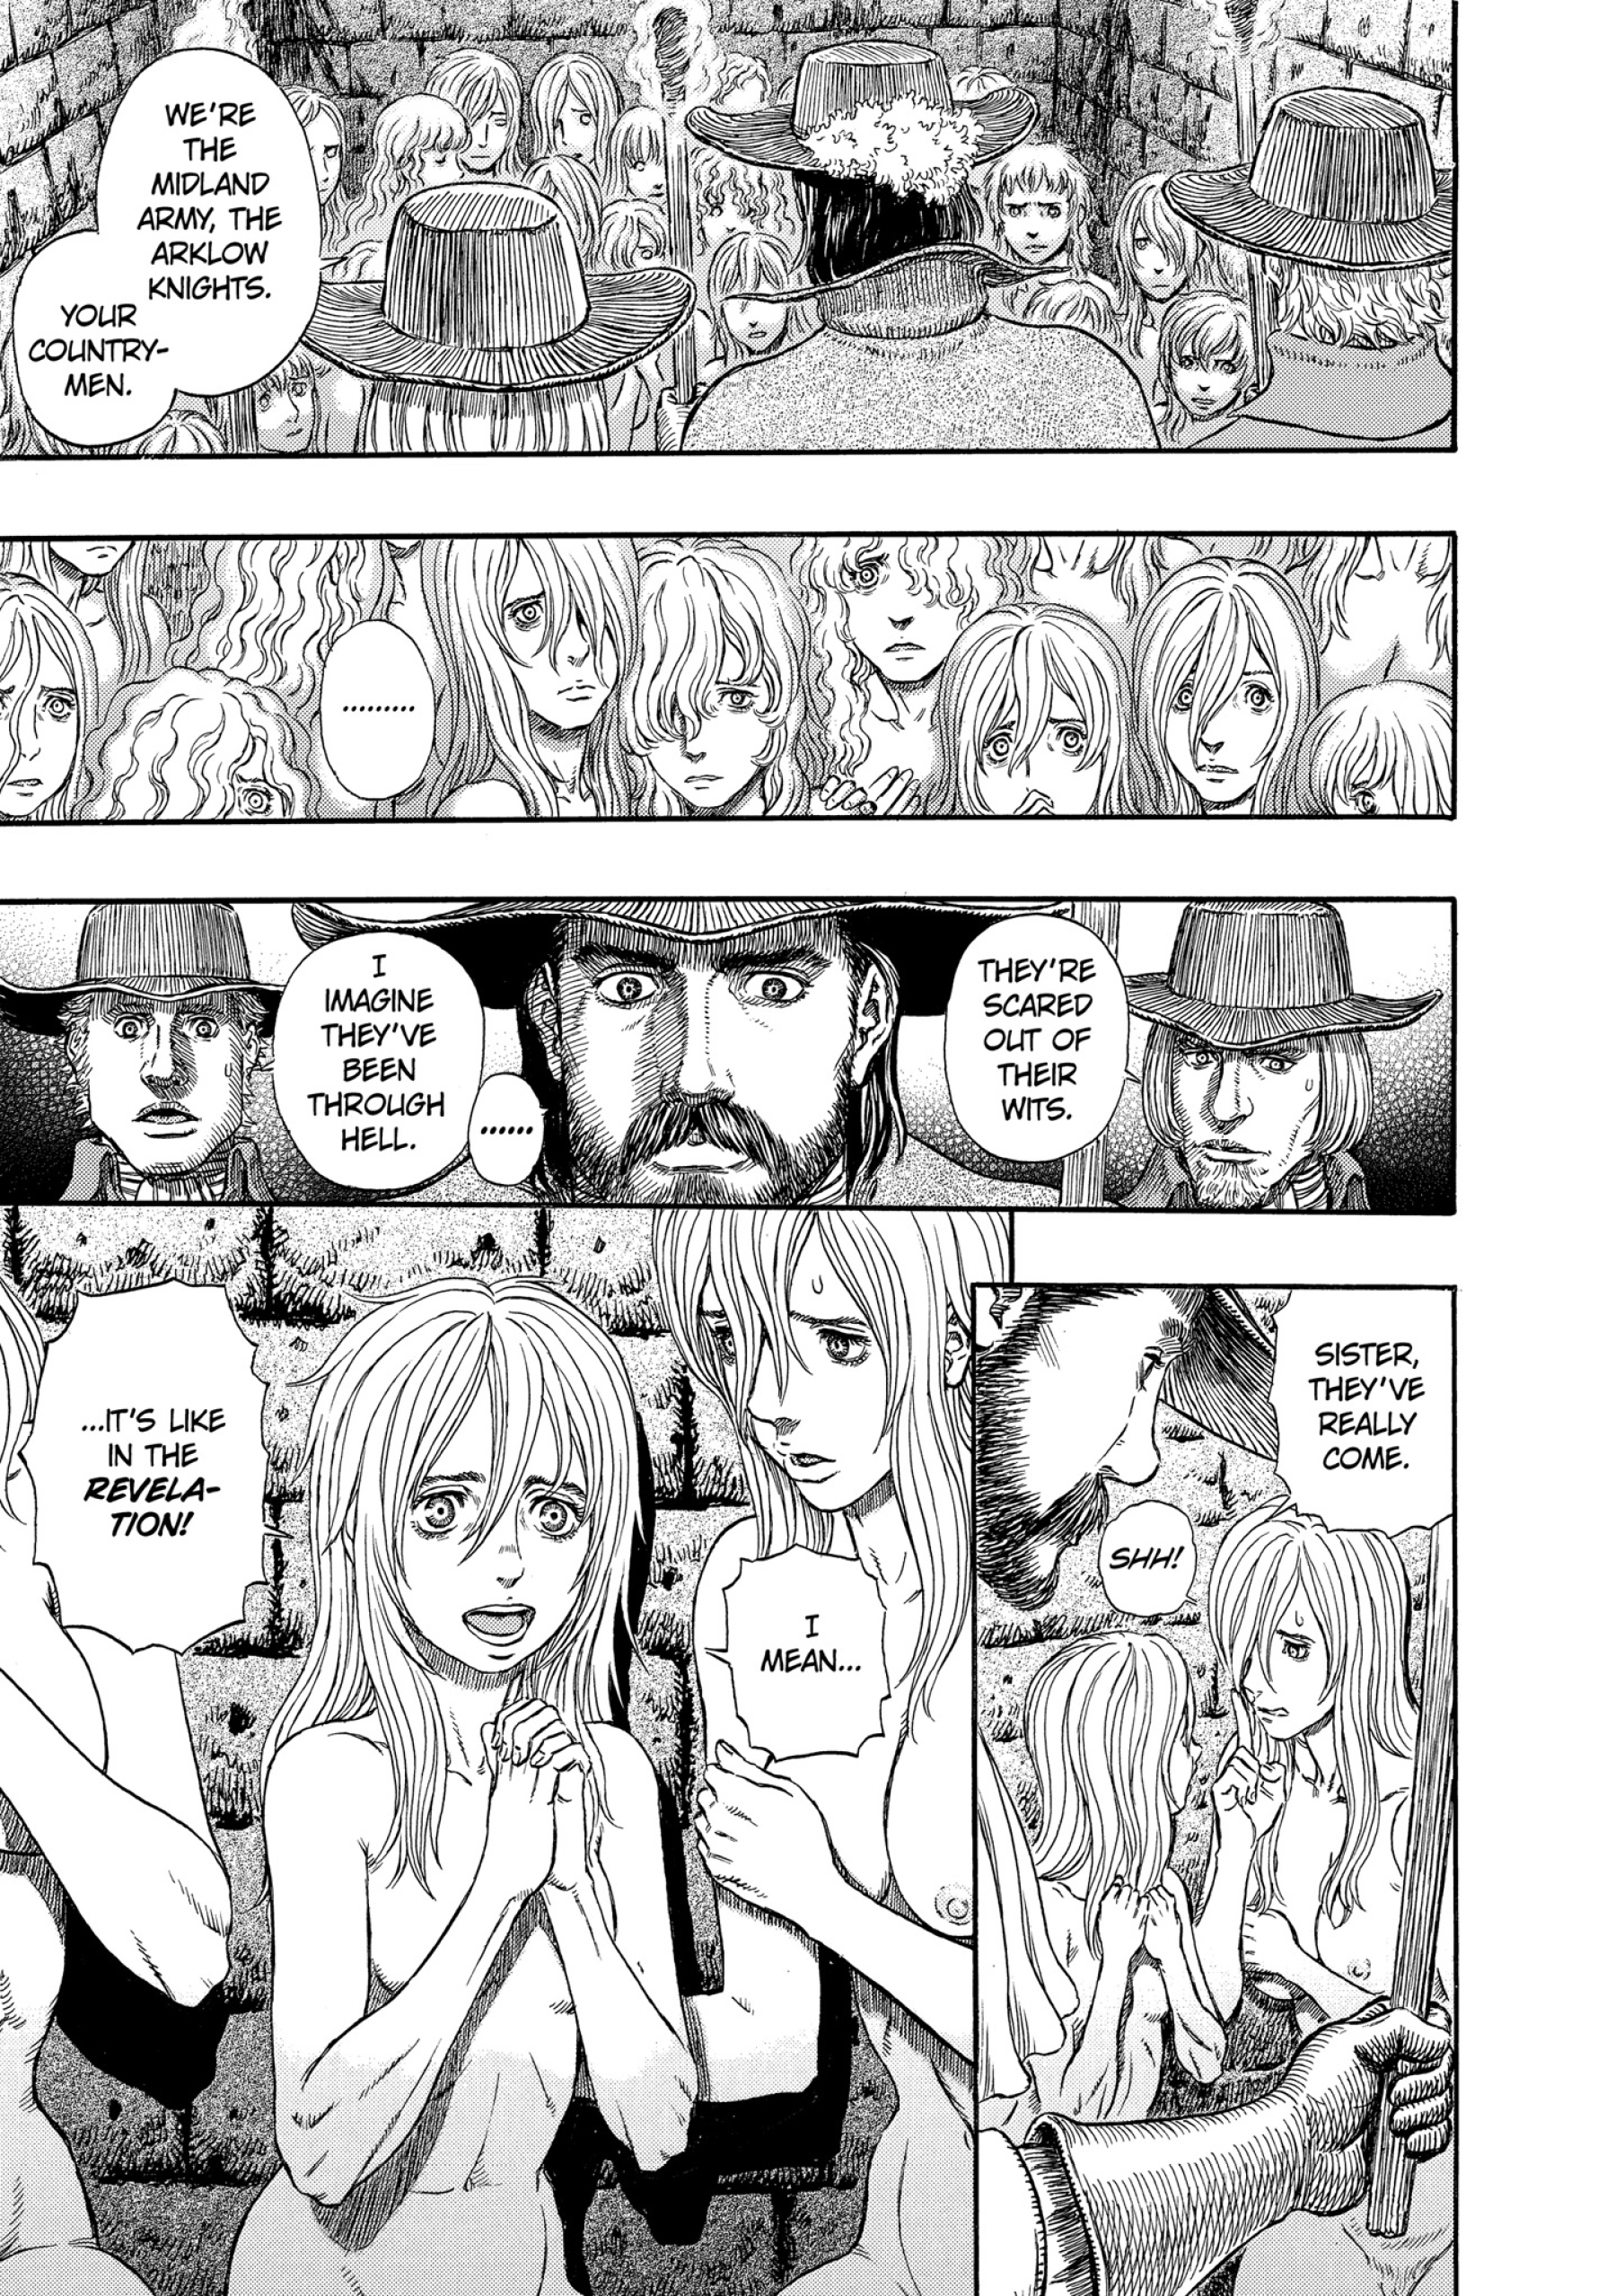 WE'RE
THE
MIDLAND
ARMY, THE
ARKLOW
KNIGHTS.
YOUR
COUNTRY-
MEN.
.........
THEY'RE
SCARED
OUT OF
THEIR
WITS.
......
I
IMAGINE
THEY'VE
BEEN
THROUGH
HELL.
SISTER,
THEY'VE
REALLY
COME.
SHH!
I
MEAN...
...IT'S LIKE
IN THE
REVELA-
TION!